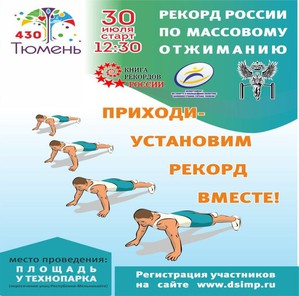 430
Тюмень
30
июля
старт
12:30
РЕКОРД РОССИИ
ПО МАССОВОМУ
ОТЖИМАНИЮ
КНИГА
РЕКОРДОВ
РОССИИ
ПРИХОДИ-
УСТАНОВИМ
РЕКОРД
ВМЕСТЕ!
место проведения:
ПЛОЩАДЬ
У ТЕХНОПАРКА
Регистрация участников
на сайте www.dsimp.ru